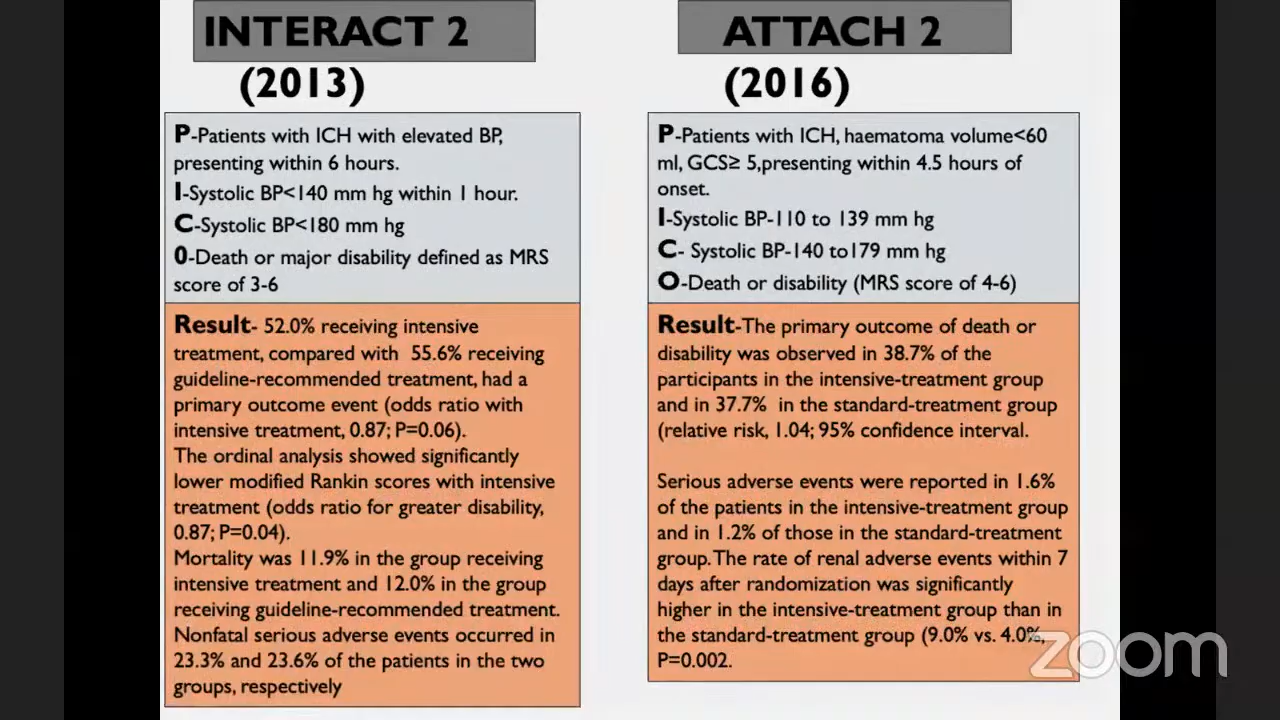 INTERACT 2
(2013)
P-Patients with ICH with elevated BP,
presenting within 6 hours.
I-Systolic BP<140 mm hg within 1 hour.
C-Systolic BP<180 mm hg
0-Death or major disability defined as MRS
score of 3-6
Result- 52.0% receiving intensive
treatment, compared with 55.6% receiving
guideline-recommended treatment, had a
primary outcome event (odds ratio with
intensive treatment, 0.87; P=0.06).
The ordinal analysis showed significantly
lower modified Rankin scores with intensive
treatment (odds ratio for greater disability,
0.87; P=0.04).
Mortality was 11.9% in the group receiving
intensive treatment and 12.0% in the group
receiving guideline-recommended treatment.
Nonfatal serious adverse events occurred in
23.3% and 23.6% of the patients in the two
groups, respectively
ATTACH 2
(2016)
P-Patients with ICH, haematoma volume<60
ml, GCS≥ 5,presenting within 4.5 hours of
onset.
I-Systolic BP-110 to 139 mm hg
C- Systolic BP-140 to179 mm hg
O-Death or disability (MRS score of 4-6)
Result-The primary outcome of death or
disability was observed in 38.7% of the
participants in the intensive-treatment group
and in 37.7% in the standard-treatment group
(relative risk, 1.04; 95% confidence interval.
Serious adverse events were reported in 1.6%
of the patients in the intensive-treatment group
and in 1.2% of those in the standard-treatment
group. The rate of renal adverse events within 7
days after randomization was significantly
higher in the intensive-treatment group than in
the standard-treatment group (9.0% vs. 4.0%,
P=0.002.
zoom